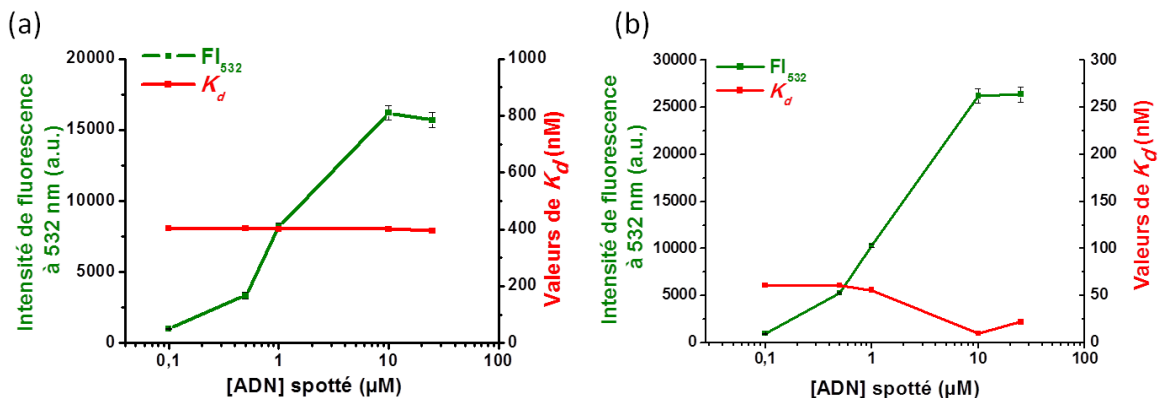 (a)
FI532
Kd
Intensité de fluorescence
à 532 nm (a.u.)
20000
15000
10000
5000
2500
0
1000
800
600
400
200
0
Valeurs de Kd (nM)
0,1
1
10
100
[ADN] spotté (µM)
(b)
FI532
Kd
Intensité de fluorescence
à 532 nm (a.u.)
30000
25000
20000
15000
10000
5000
0
300
250
200
150
100
50
0
Valeurs de Kd (nM)
0,1
1
10
100
[ADN] spotté (µM)